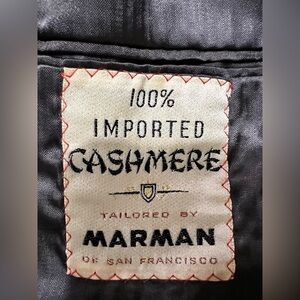 100%
IMPORTED
CASHMERE
TAILORED BY
MARMAN
OF SAN FRANCISCO